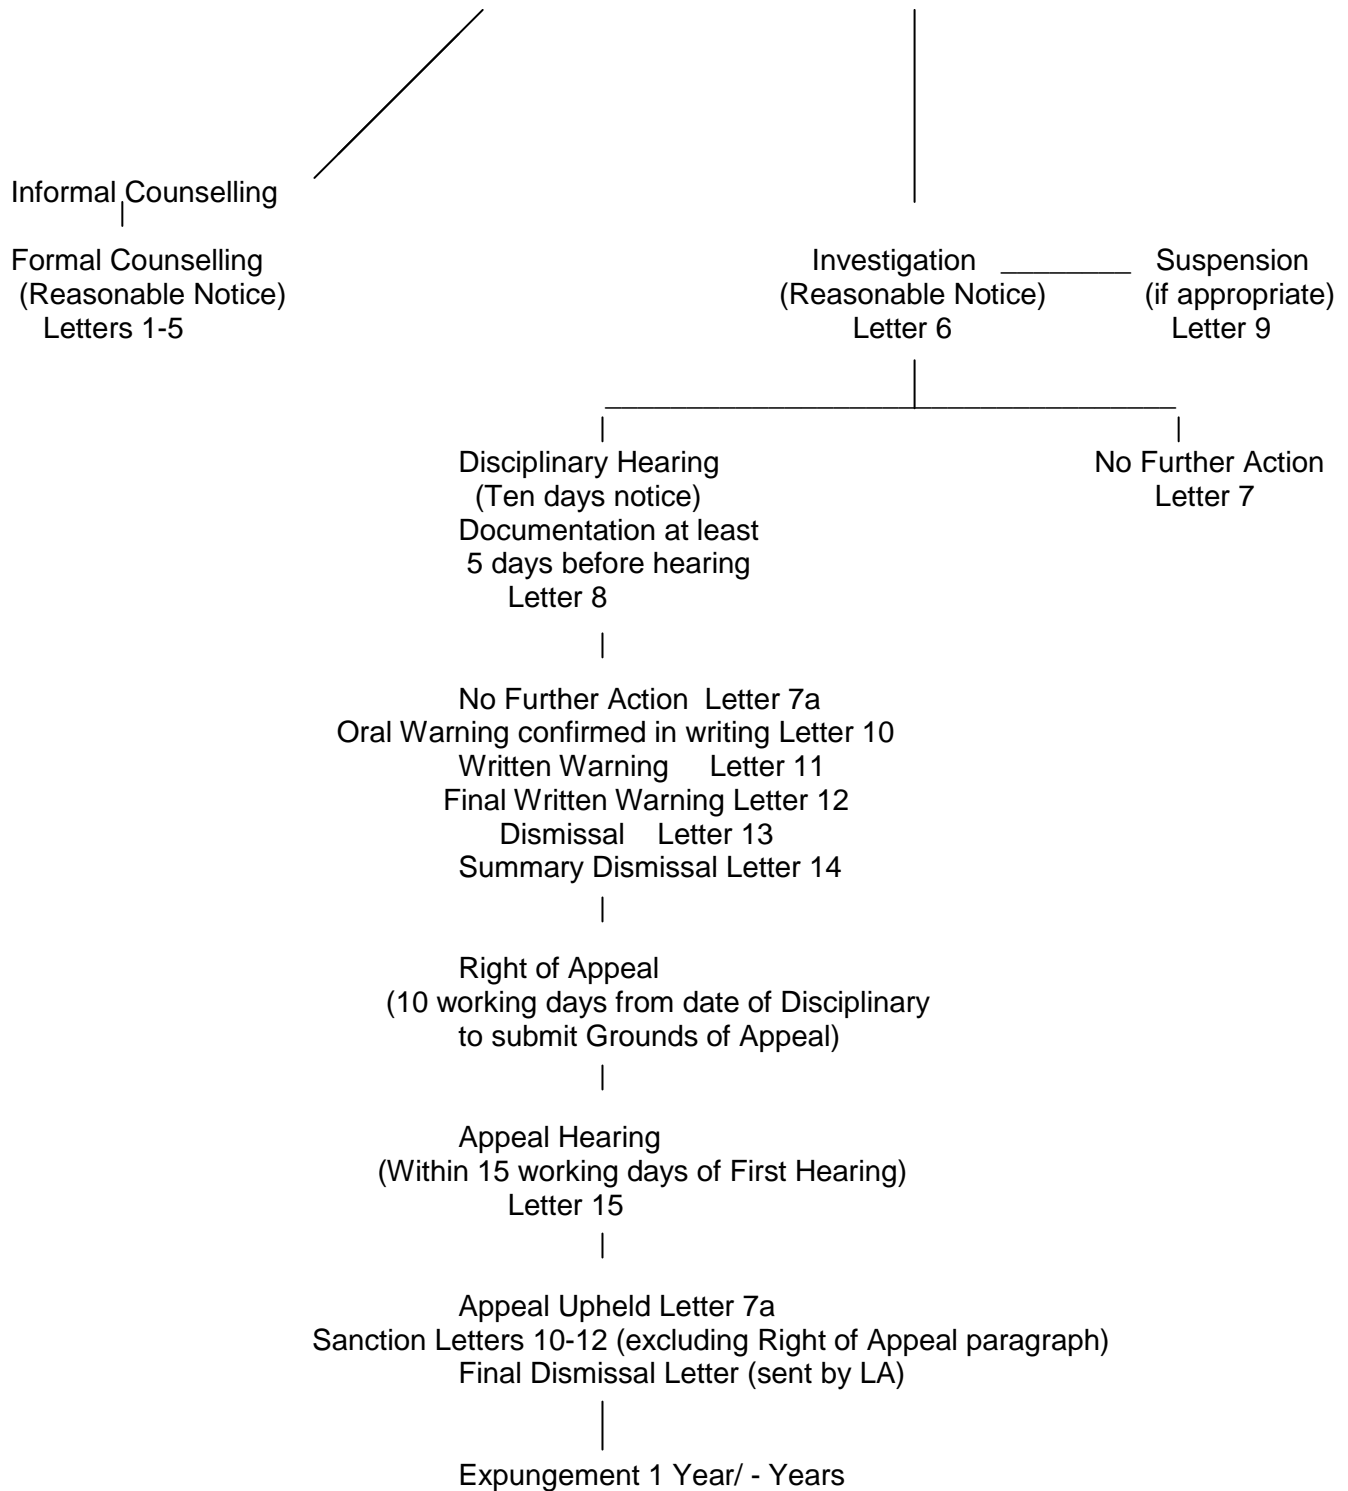 Informal Counselling
Formal Counselling
(Reasonable Notice)
Letters 1-5
Investigation
(Reasonable Notice)
Letter 6
Suspension
(if appropriate)
Letter 9
Disciplinary Hearing
(Ten days notice)
Documentation at least
5 days before hearing
Letter 8
No Further Action
Letter 7
No Further Action Letter 7a
Oral Warning confirmed in writing Letter 10
Written Warning Letter 11
Final Written Warning Letter 12
Dismissal Letter 13
Summary Dismissal Letter 14
Right of Appeal
(10 working days from date of Disciplinary
to submit Grounds of Appeal)
Appeal Hearing
(Within 15 working days of First Hearing)
Letter 15
Appeal Upheld Letter 7a
Sanction Letters 10-12 (excluding Right of Appeal paragraph)
Final Dismissal Letter (sent by LA)
Expungement 1 Year/ - Years